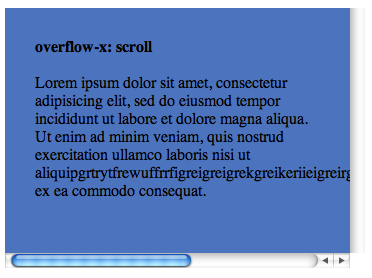 overflow-x: scroll
Lorem ipsum dolor sit amet, consectetur
adipisicing elit, sed do eiusmod tempor
incididunt ut labore et dolore magna aliqua.
Ut enim ad minim veniam, quis nostrud
exercitation ullamco laboris nisi ut
aliquipgrtrytfrewuffrrfigreigreigrekgreikeriieigreirg
ex ea commodo consequat.